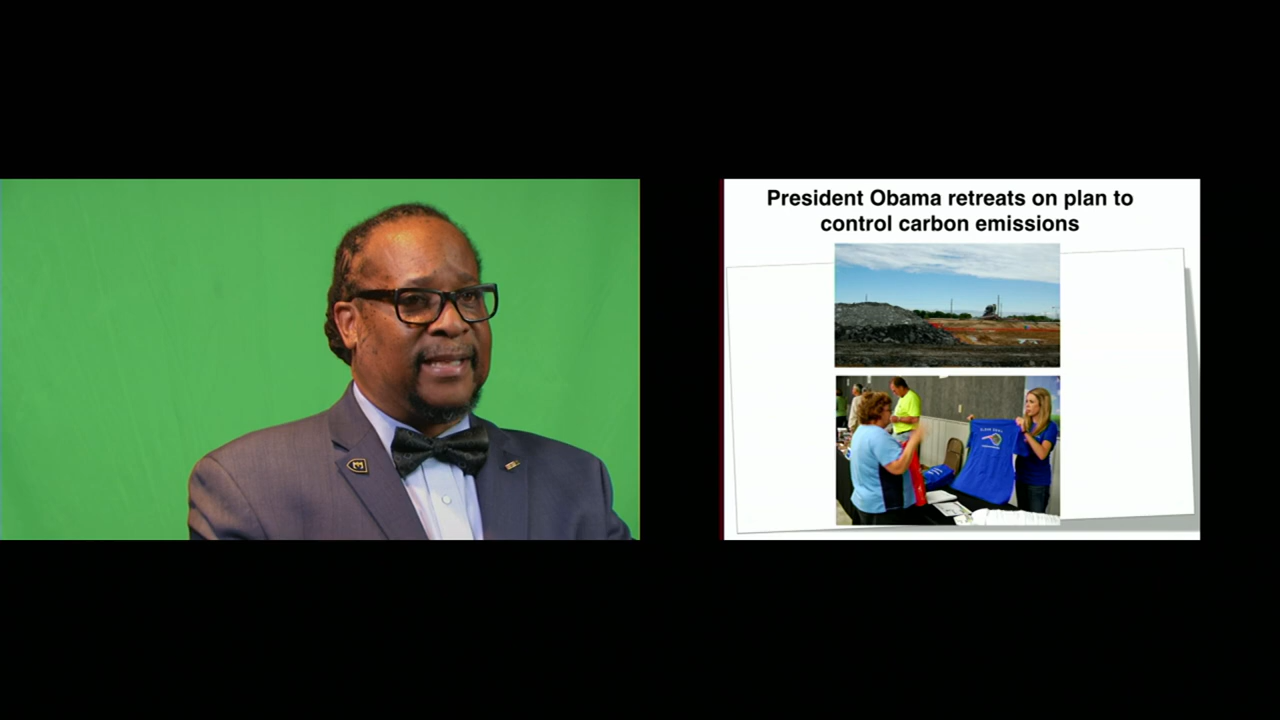 President Obama retreats on plan to
control carbon emissions